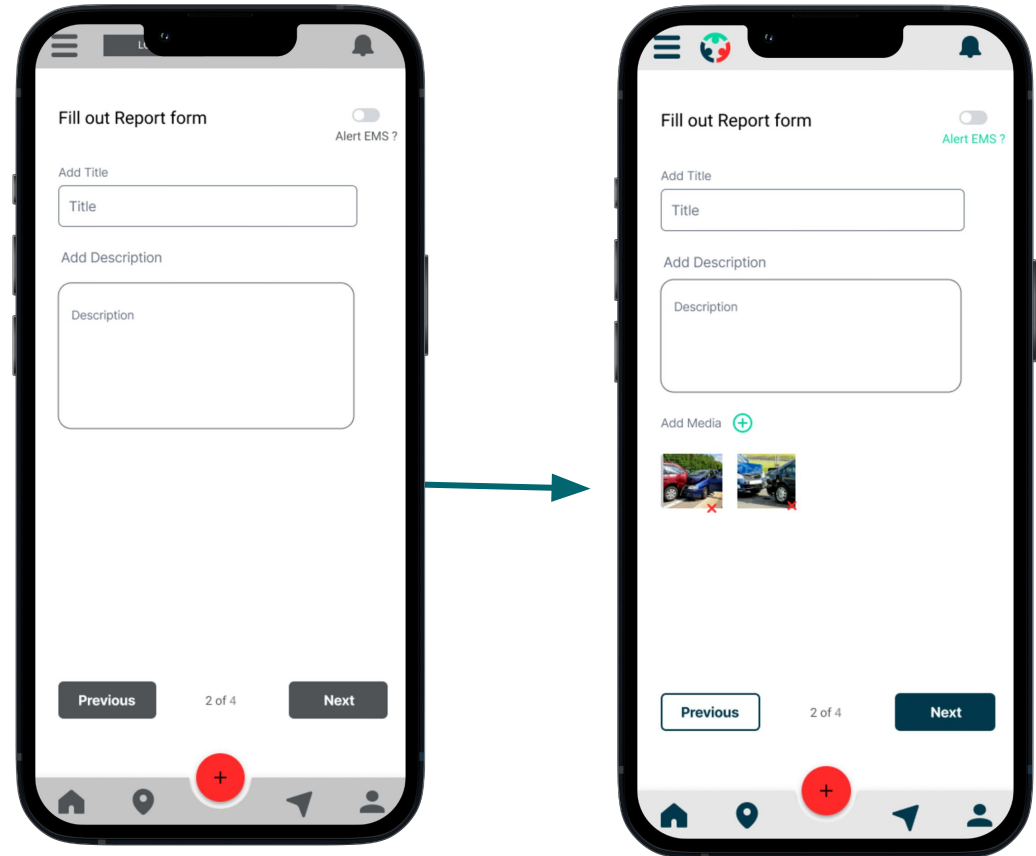 Fill out Report form
Alert EMS ?
Add Title
Title
Add Description
Description
Previous
2 of 4
Next
+
Fill out Report form
Alert EMS ?
Add Title
Title
Add Description
Description
Add Media
Previous
2 of 4
Next
+